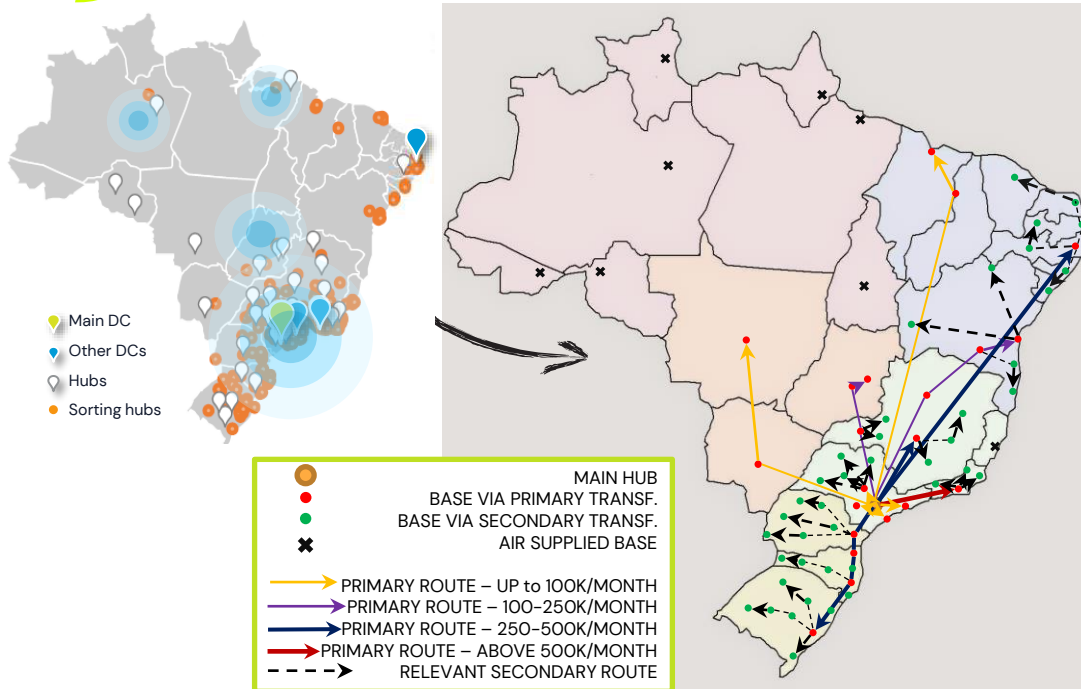 Main DC
Other DCs
Hubs
Sorting hubs
MAIN HUB
BASE VIA PRIMARY TRANSF.
BASE VIA SECONDARY TRANSF.
AIR SUPPLIED BASE
PRIMARY ROUTE – UP to 100K/MONTH
PRIMARY ROUTE – 100-250K/MONTH
PRIMARY ROUTE – 250-500K/MONTH
PRIMARY ROUTE – ABOVE 500K/MONTH
RELEVANT SECONDARY ROUTE